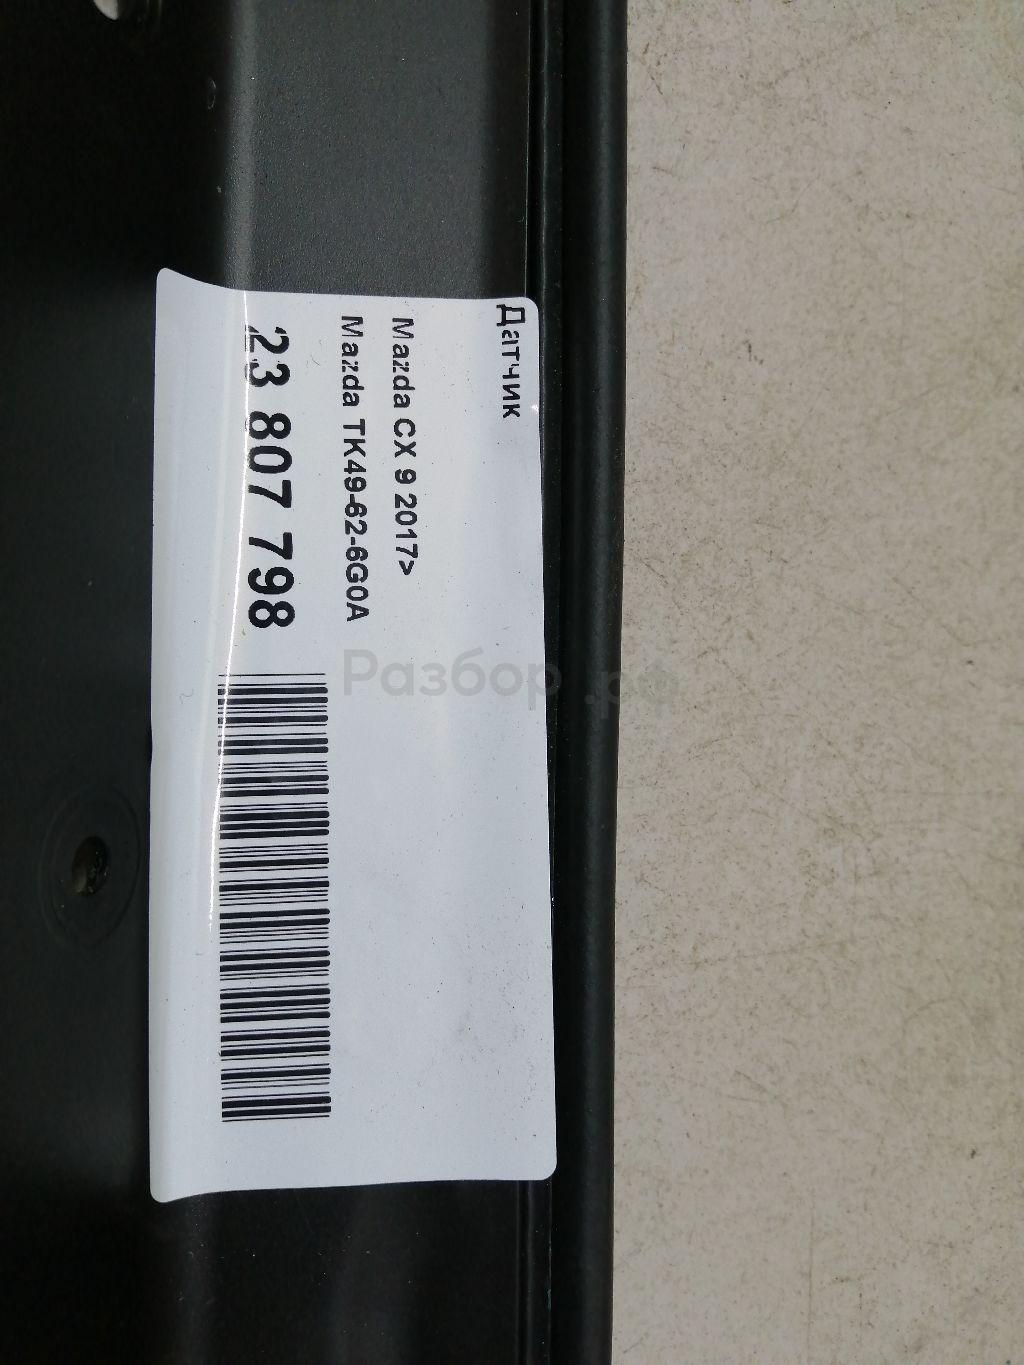 Датчик
Mazda CX 9 2017>
Mazda TK49-62-6G0A
23 807 798
Разбор.рф